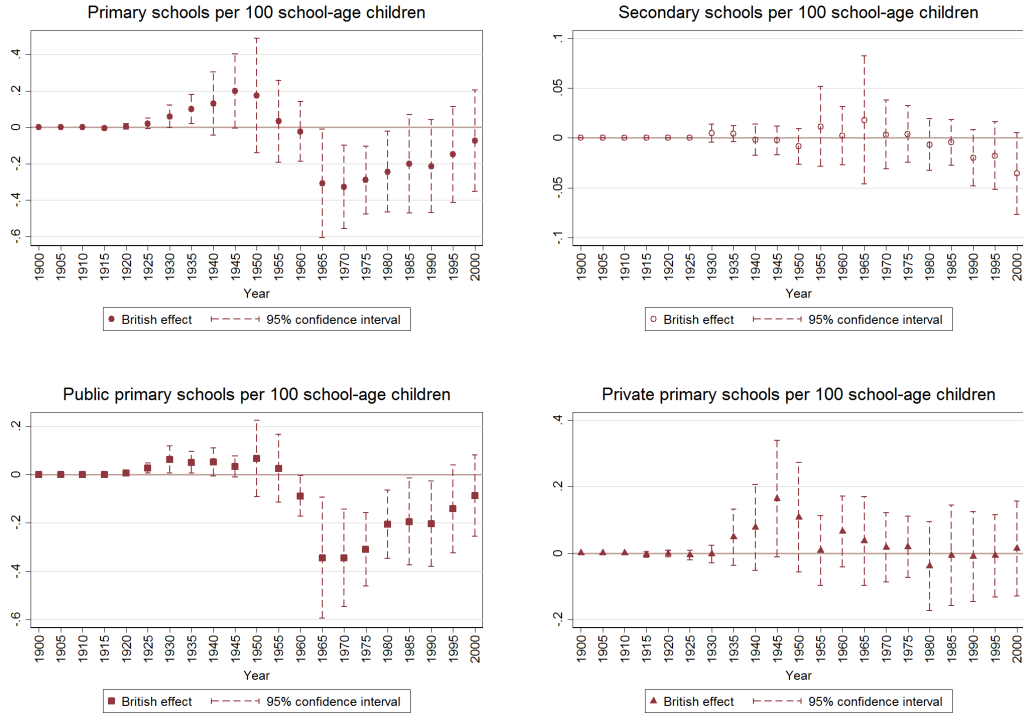 Primary schools per 100 school-age children
.4
.2
0
-.2
-.4
-.6
1900 1905 1910 1915 1920 1925 1930 1935 1940 1945 1950 1955 1960 1965 1970 1975 1980 1985 1990 1995 2000
Year
British effect 95% confidence interval
Secondary schools per 100 school-age children
.1
.05
0
-.05
-.1
1900 1905 1910 1915 1920 1925 1930 1935 1940 1945 1950 1955 1960 1965 1970 1975 1980 1985 1990 1995 2000
Year
British effect 95% confidence interval
Public primary schools per 100 school-age children
.2
0
-.2
-.4
-.6
1900 1905 1910 1915 1920 1925 1930 1935 1940 1945 1950 1955 1960 1965 1970 1975 1980 1985 1990 1995 2000
Year
British effect 95% confidence interval
Private primary schools per 100 school-age children
.4
.2
0
-.2
1900 1905 1910 1915 1920 1925 1930 1935 1940 1945 1950 1955 1960 1965 1970 1975 1980 1985 1990 1995 2000
Year
British effect 95% confidence interval